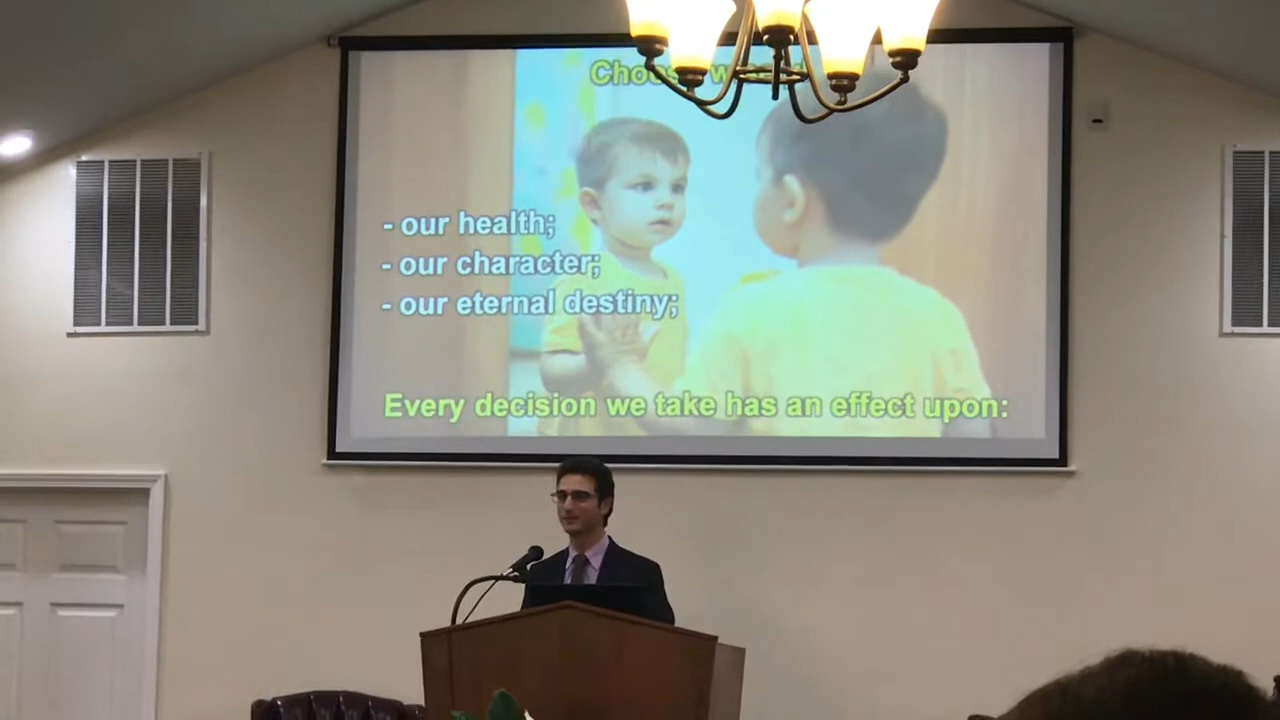 - our health;
- our character;
- our eternal destiny;
Every decision we take has an effect upon: